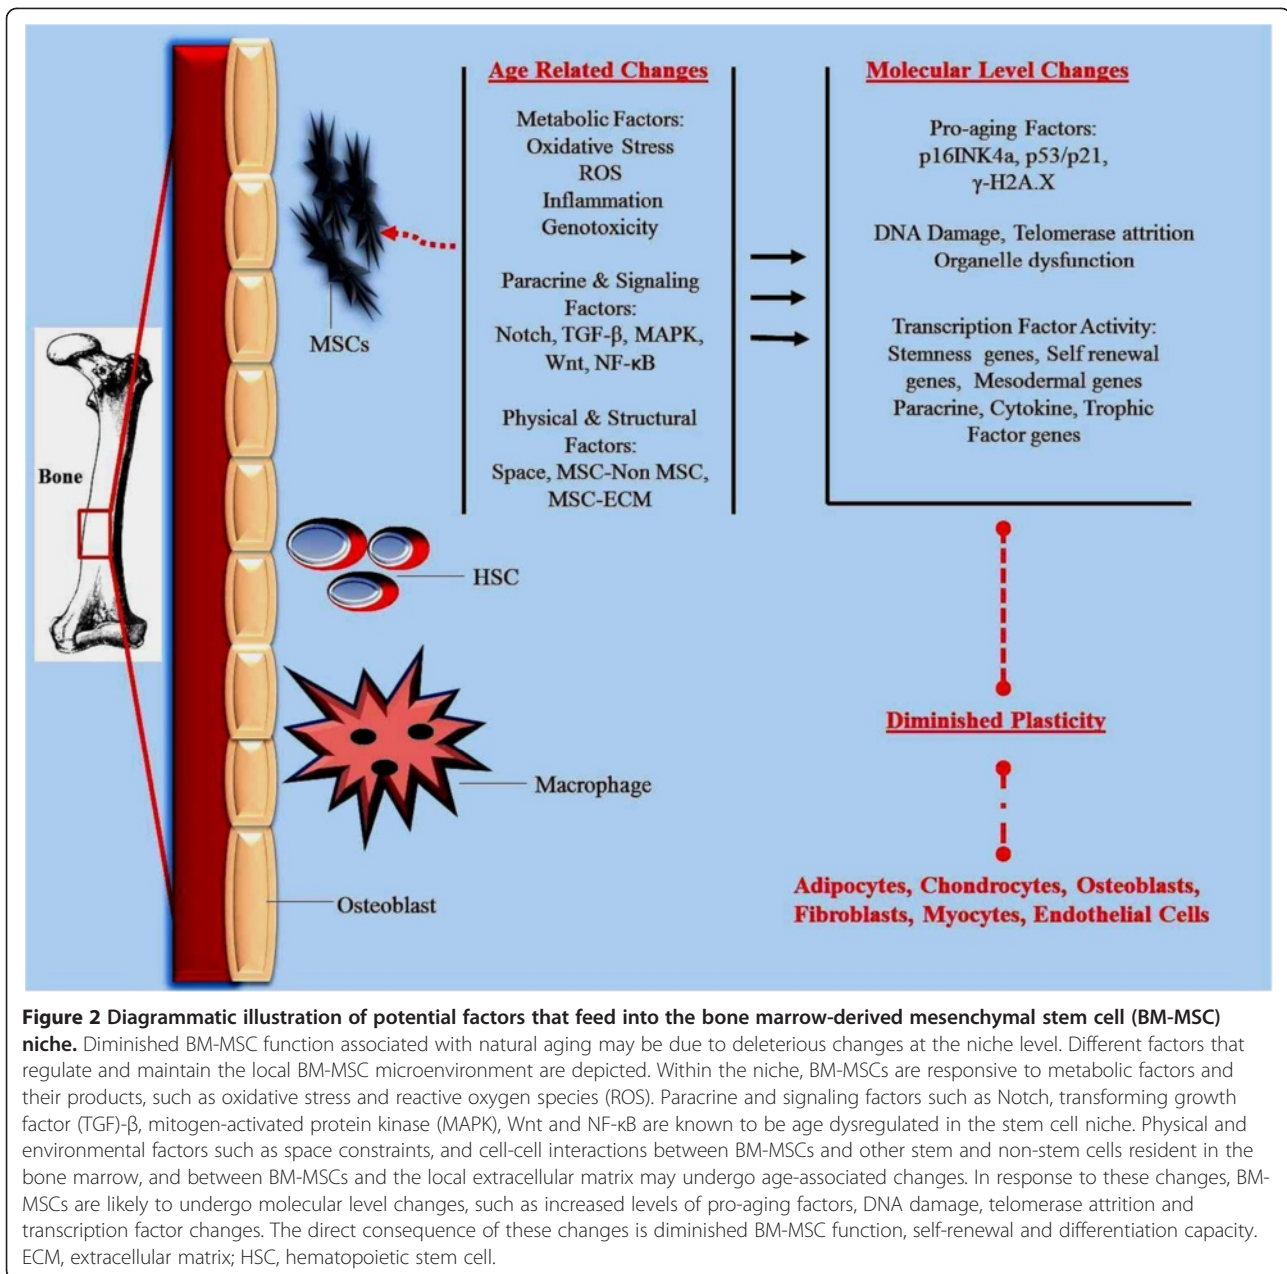 Age Related Changes
Metabolic Factors:
Oxidative Stress
ROS
Inflammation
Genotoxicity
Paracrine & Signaling
Factors:
Notch, TGF-β, MAPK,
Wnt, NF-κB
Physical & Structural
Factors:
Space, MSC-Non MSC,
MSC-ECM
Molecular Level Changes
Pro-aging Factors:
p16INK4a, p53/p21,
γ-H2A.X
DNA Damage, Telomerase attrition
Organelle dysfunction
Transcription Factor Activity:
Stemness genes, Self renewal
genes, Mesodermal genes
Paracrine, Cytokine, Trophic
Factor genes
MSCs
Bone
HSC
Macrophage
Osteoblast
Diminished Plasticity
Adipocytes, Chondrocytes, Osteoblasts,
Fibroblasts, Myocytes, Endothelial Cells
Figure 2 Diagrammatic illustration of potential factors that feed into the bone marrow-derived mesenchymal stem cell (BM-MSC)
niche. Diminished BM-MSC function associated with natural aging may be due to deleterious changes at the niche level. Different factors that
regulate and maintain the local BM-MSC microenvironment are depicted. Within the niche, BM-MSCs are responsive to metabolic factors and
their products, such as oxidative stress and reactive oxygen species (ROS). Paracrine and signaling factors such as Notch, transforming growth
factor (TGF)-β, mitogen-activated protein kinase (MAPK), Wnt and NF-κB are known to be age dysregulated in the stem cell niche. Physical and
environmental factors such as space constraints, and cell-cell interactions between BM-MSCs and other stem and non-stem cells resident in the
bone marrow, and between BM-MSCs and the local extracellular matrix may undergo age-associated changes. In response to these changes, BM-
MSCs are likely to undergo molecular level changes, such as increased levels of pro-aging factors, DNA damage, telomerase attrition and
transcription factor changes. The direct consequence of these changes is diminished BM-MSC function, self-renewal and differentiation capacity.
ECM, extracellular matrix; HSC, hematopoietic stem cell.